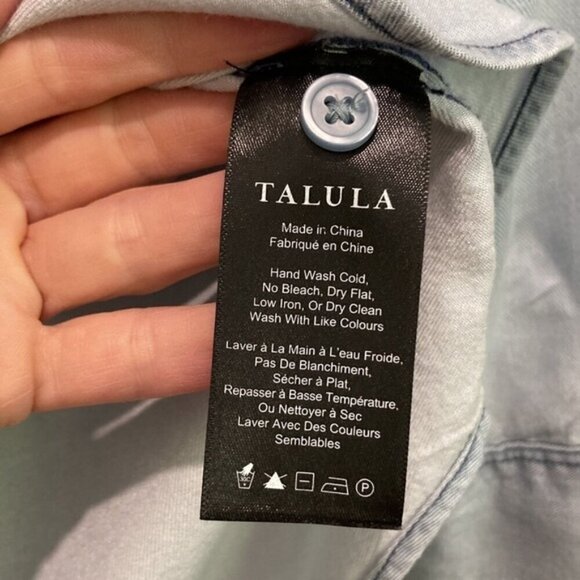 TALULA
Made in China
Fabriqué en Chine
Hand Wash Cold,
No Bleach, Dry Flat,
Low Iron, Or Dry Clean
Wash With Like Colours
Laver à La Main à L'eau Froide,
Pas De Blanchiment,
Sécher à Plat,
Repasser à Basse Température,
Ou Nettoyer à Sec
Laver Avec Des Couleurs
Semblables
30C P